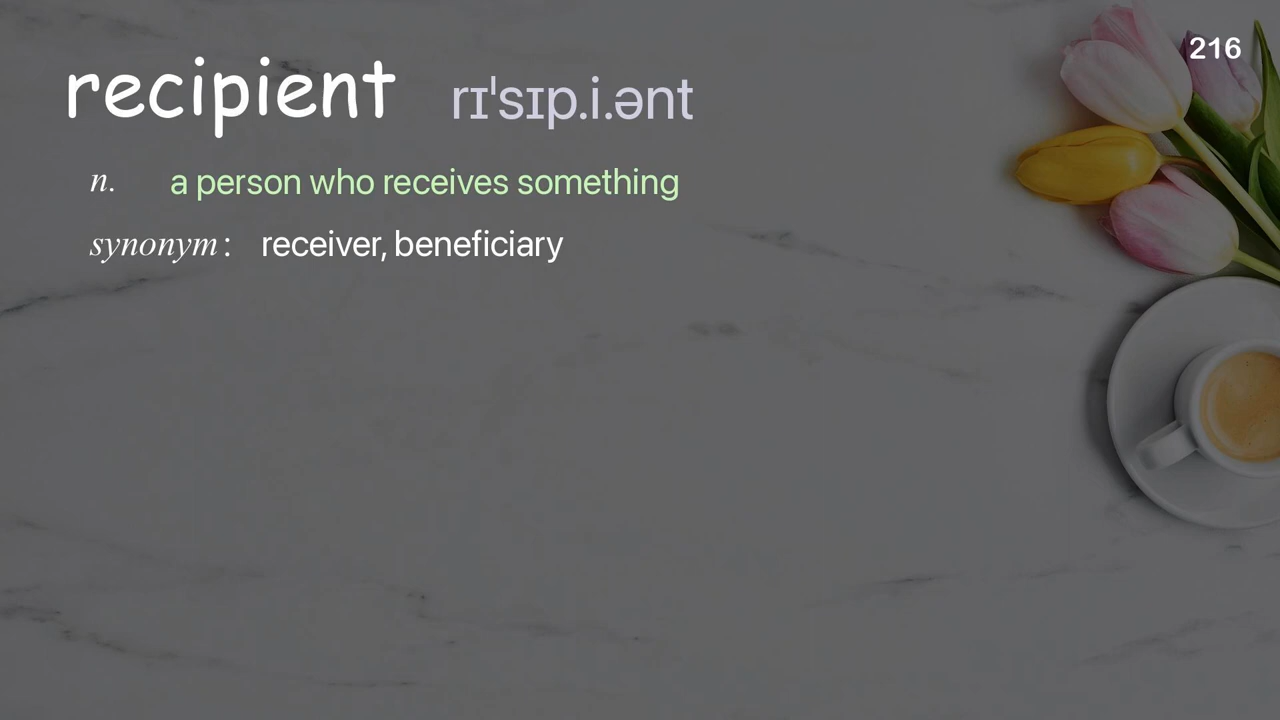 216
recipient rɪˈsɪp.i.ənt
n. a person who receives something
synonym: receiver, beneficiary